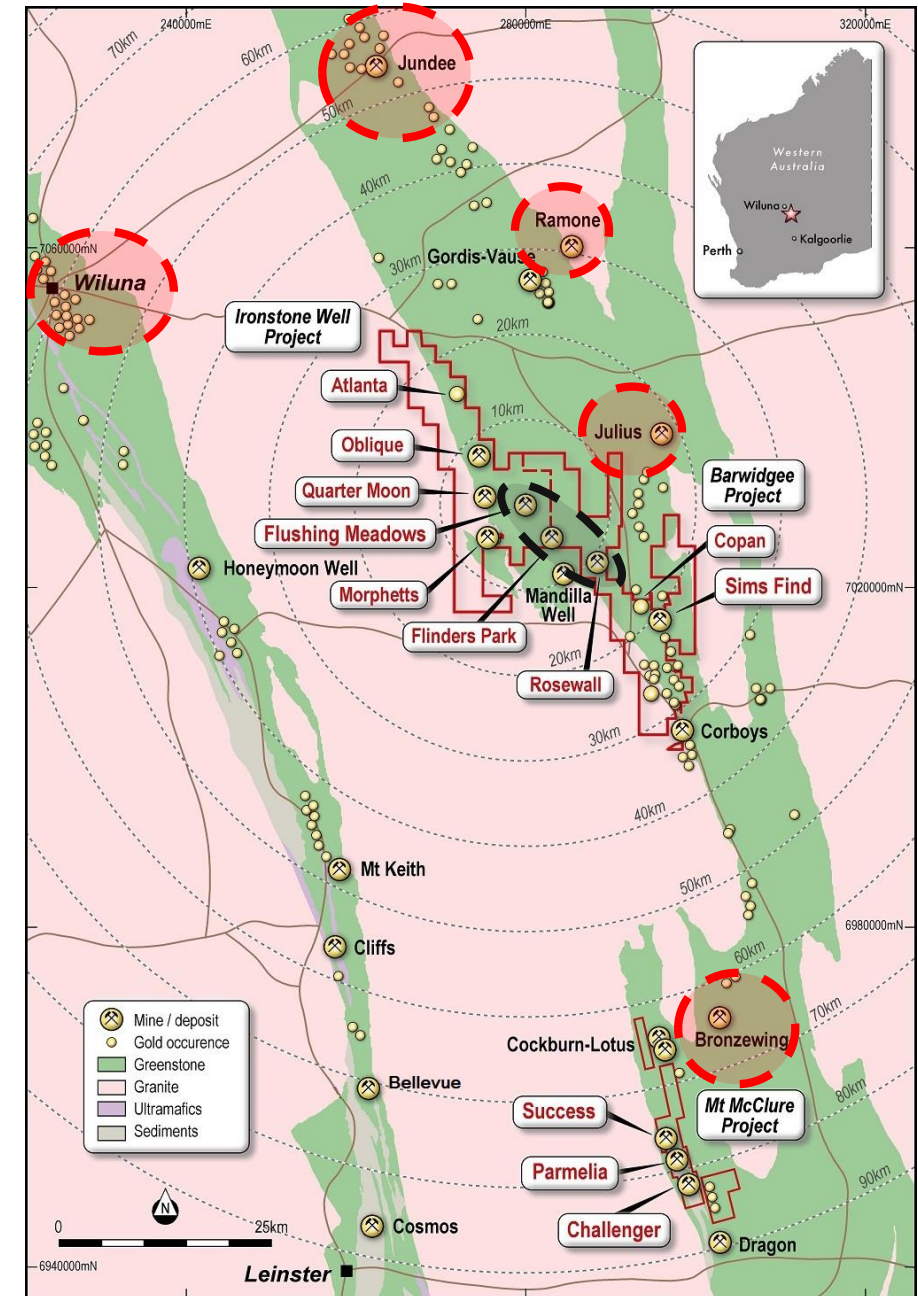 240000mE
280000mE
320000mE
70km
60km
Jundee
50km
Western
Australia
Wiluna
Kalgoorlie
Perth
40km
Ramone
7060000mN
30km
Gordis-Vause
Wiluna
Ironstone Well
Project
20km
Atlanta
10km
Julius
Oblique
Barwidgee
Project
Quarter Moon
Flushing Meadows
Copan
Honeymoon Well
Morphetts
Mandilla
Well
Sims Find
7020000mN
Flinders Park
20km
Rosewall
30km
Corboys
40km
Mt Keith
50km
6980000mN
Cliffs
60km
70km
Mine / deposit
Gold occurence
Greenstone
Granite
Ultramafics
Sediments
Cockburn-Lotus
Bronzewing
Bellevue
80km
Success
Mt McClure
Project
Parmelia
90km
N
0
25km
Cosmos
Challenger
Dragon
6940000mN
Leinster